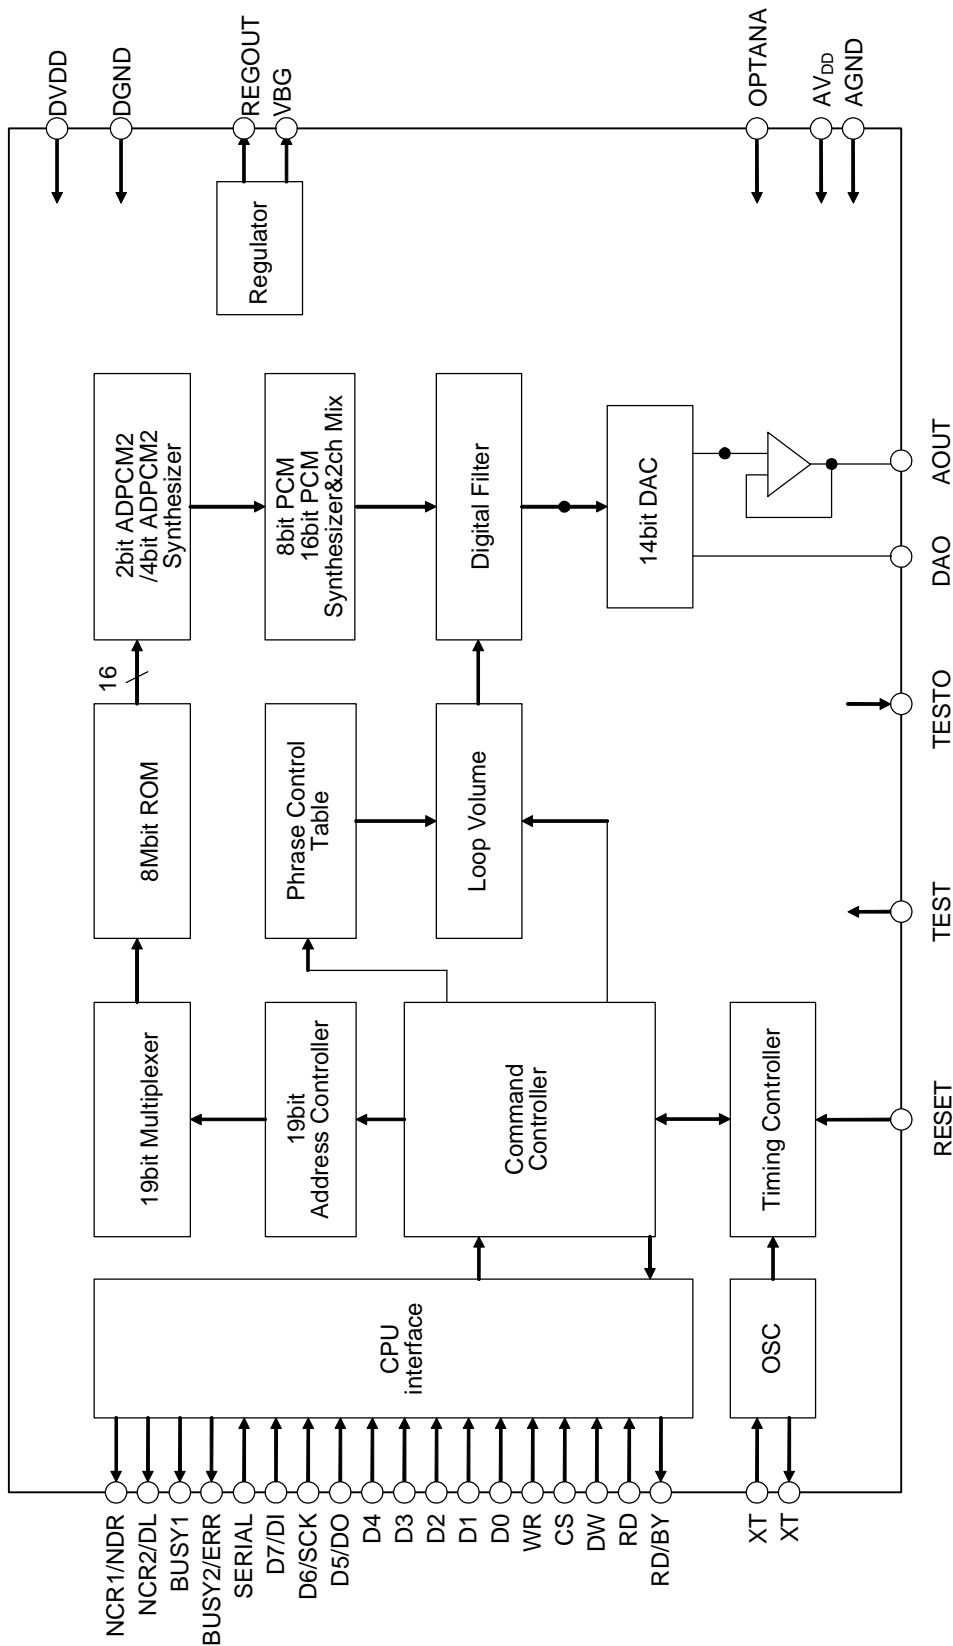 DVDD
DGND
REGOUT
VBG
OPTANA
AVDD
AGND
Regulator
2bit ADPCM2
/4bit ADPCM2
Synthesizer
8bit PCM
16bit PCM
Synthesizer&2ch Mix
Digital Filter
14bit DAC
AOUT
DAO
16
8Mbit ROM
Phrase Control
Table
Loop Volume
TESTO
TEST
19bit Multiplexer
19bit
Address Controller
Command
Controller
Timing Controller
RESET
CPU
interface
OSC
NCR1/NDR
NCR2/DL
BUSY1
BUSY2/ERR
SERIAL
D7/DI
D6/SCK
D5/DO
D4
D3
D2
D1
D0
WR
CS
DW
RD
RD/BY
XT
XT